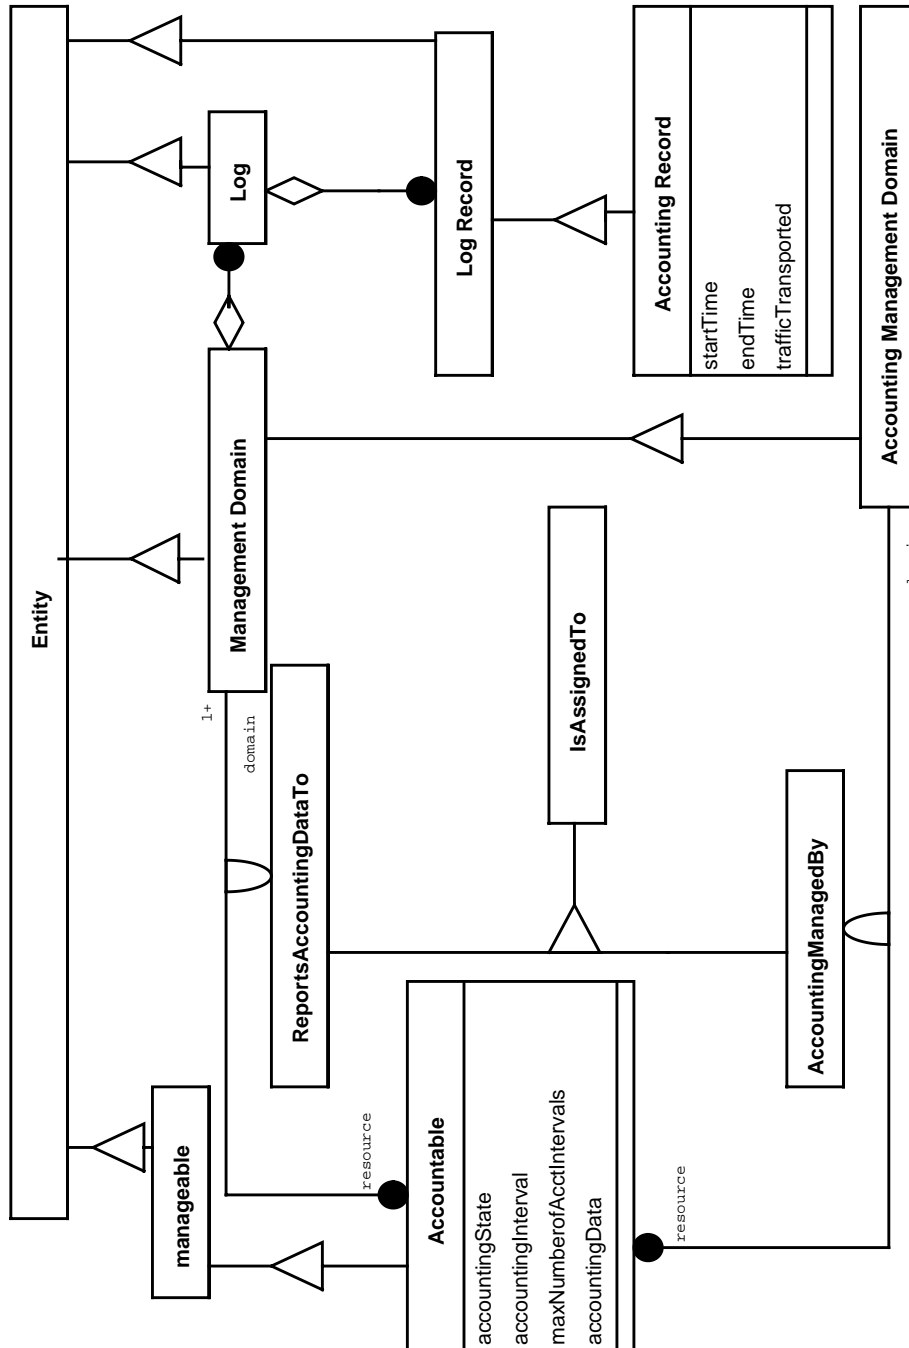 Entity
manageable
Management Domain
Log
1+
domain
ReportsAccountingDataTo
resource
Accountable
accountingState
accountingInterval
maxNumberofAcctIntervals
accountingData
Log Record
IsAssignedTo
Accounting Record
startTime
endTime
trafficTransported
resource
AccountingManagedBy
Accounting Management Domain